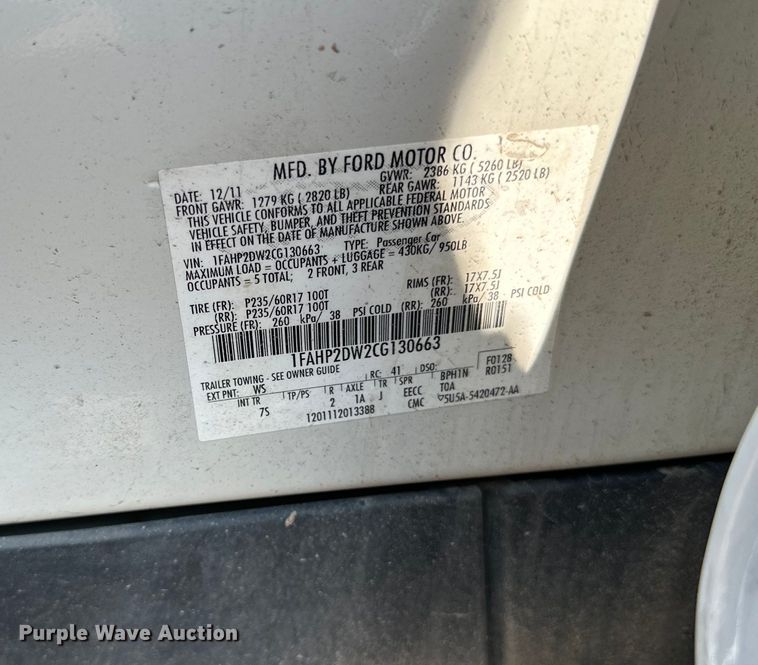 MFD. BY FORD MOTOR CO.
DATE: 12/11 GVWR: 2386 KG ( 5260 LB)
FRONT GAWR: 1279 KG ( 2820 LB) REAR GAWR: 1143 KG ( 2520 LB)
THIS VEHICLE CONFORMS TO ALL APPLICABLE FEDERAL MOTOR
VEHICLE SAFETY, BUMPER, AND THEFT PREVENTION STANDARDS
IN EFFECT ON THE DATE OF MANUFACTURE SHOWN ABOVE.
VIN: 1FAHP2DW2CG130663 TYPE: Passenger Car
MAXIMUM LOAD = OCCUPANTS + LUGGAGE = 430KG/ 950LB
OCCUPANTS = 5 TOTAL; 2 FRONT, 3 REAR
TIRE (FR): P235/60R17 100T RIMS (FR): 17X7.5J
(RR): P235/60R17 100T (RR): 17X7.5J
PRESSURE (FR): 260 kPa/ 38 PSI COLD (RR): 260 kPa/ 38 PSI COLD
1FAHP2DW2CG130663
TRAILER TOWING - SEE OWNER GUIDE F0128
EXT PNT: WS RC: 41 DSO: R0151
INT TR TP/PS R AXLE TR SPR BPH1N
7S 2 1A J EECC T0A
1201112013388 CMC ▽5U5A-5420472-AA
Purple Wave Auction